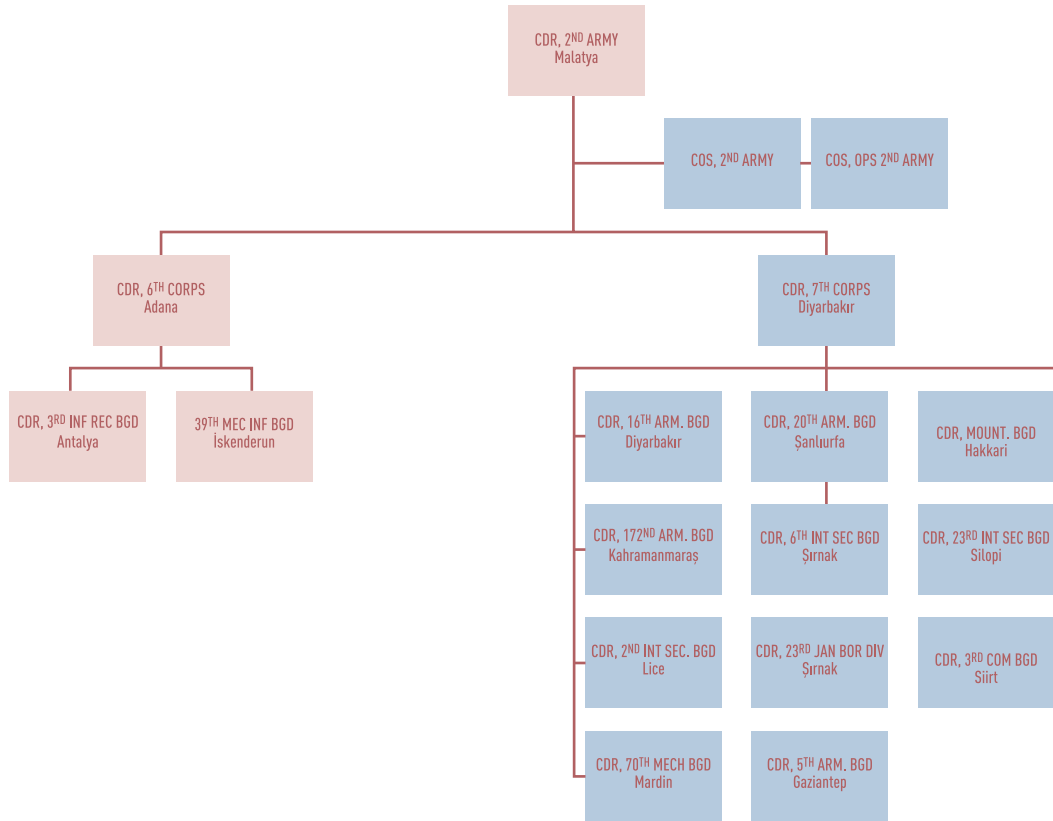 CDR, 2ND ARMY
Malatya
COS, 2ND ARMY
COS, OPS 2ND ARMY
CDR, 6TH CORPS
Adana
CDR, 7TH CORPS
Diyarbakır
CDR, 3RD INF REC BGD
Antalya
39TH MEC INF BGD
İskenderun
CDR, 16TH ARM. BGD
Diyarbakır
CDR, 20TH ARM. BGD
Şanlıurfa
CDR, MOUNT. BGD
Hakkari
CDR, 172ND ARM. BGD
Kahramanmaraş
CDR, 6TH INT SEC BGD
Şırnak
CDR, 23RD INT SEC BGD
Silopi
CDR, 2ND INT SEC. BGD
Lice
CDR, 23RD JAN BOR DİV
Şırnak
CDR, 3RD COM BGD
Siirt
CDR, 70TH MECH BGD
Mardin
CDR, 5TH ARM. BGD
Gaziantep